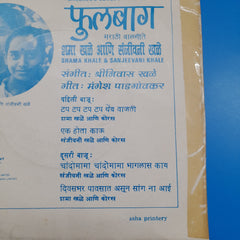 फुलबाग
मराठी बालगीते
शमा खळे आणि संजीवनी खळे
SHAMA KHALE & SANJEEVANI KHALE
संगीत: श्रीनिवास खळे
गीत: मंगेश पाडगांवकर
पहिली बाजू:
टप टप टप टप थेंब वाजती
शमा खळे आणि कोरस
एक होता काऊ
संजीवनी खळे आणि कोरस
दुसरी बाजू:
चांदोमामा चांदोमामा भागलास काय
संजीवनी खळे आणि कोरस
दिवसभर पावसात असून सांग ना आई
शमा खळे आणि कोरस
asha printery